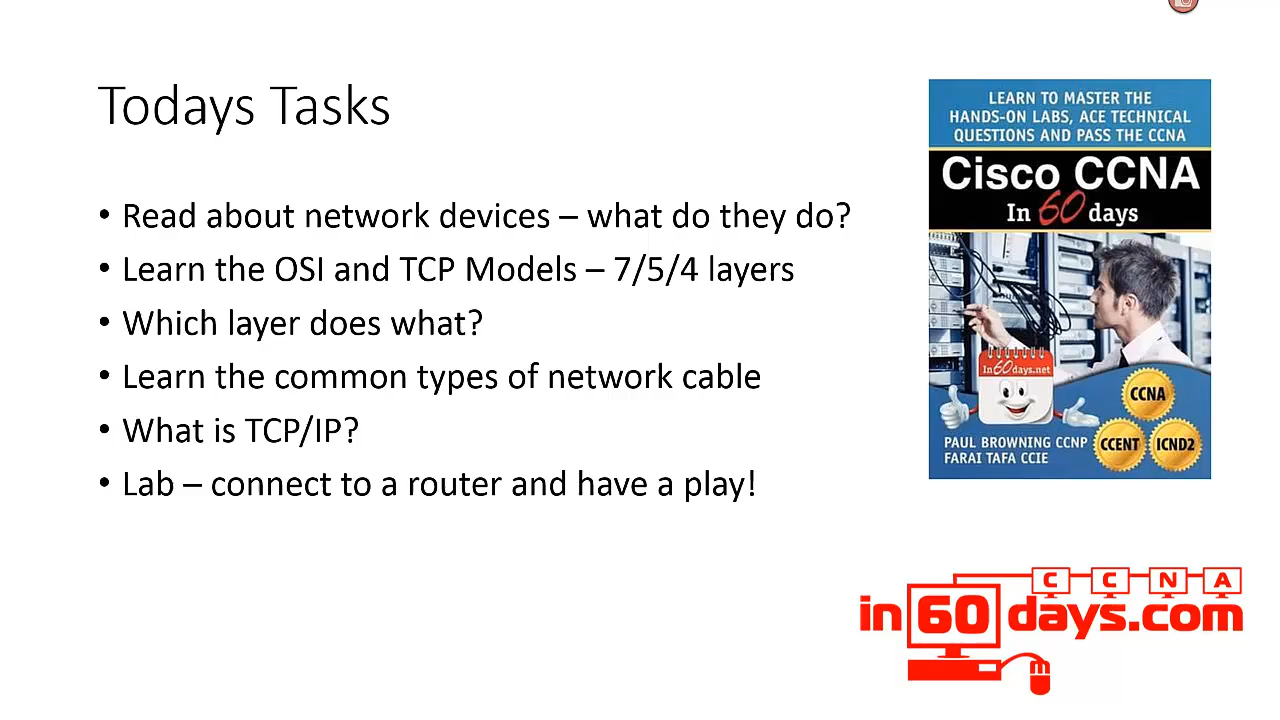 Todays Tasks
• Read about network devices – what do they do?
• Learn the OSI and TCP Models – 7/5/4 layers
• Which layer does what?
• Learn the common types of network cable
• What is TCP/IP?
• Lab – connect to a router and have a play!
LEARN TO MASTER THE
HANDS-ON LABS, ACE TECHNICAL
QUESTIONS AND PASS THE CCNA
Cisco CCNA
In 60 days
In60days.net
CCNA
CCENT
ICND2
PAUL BROWNING CCNP
FARAI TAFA CCIE
C C N A
in60days.com